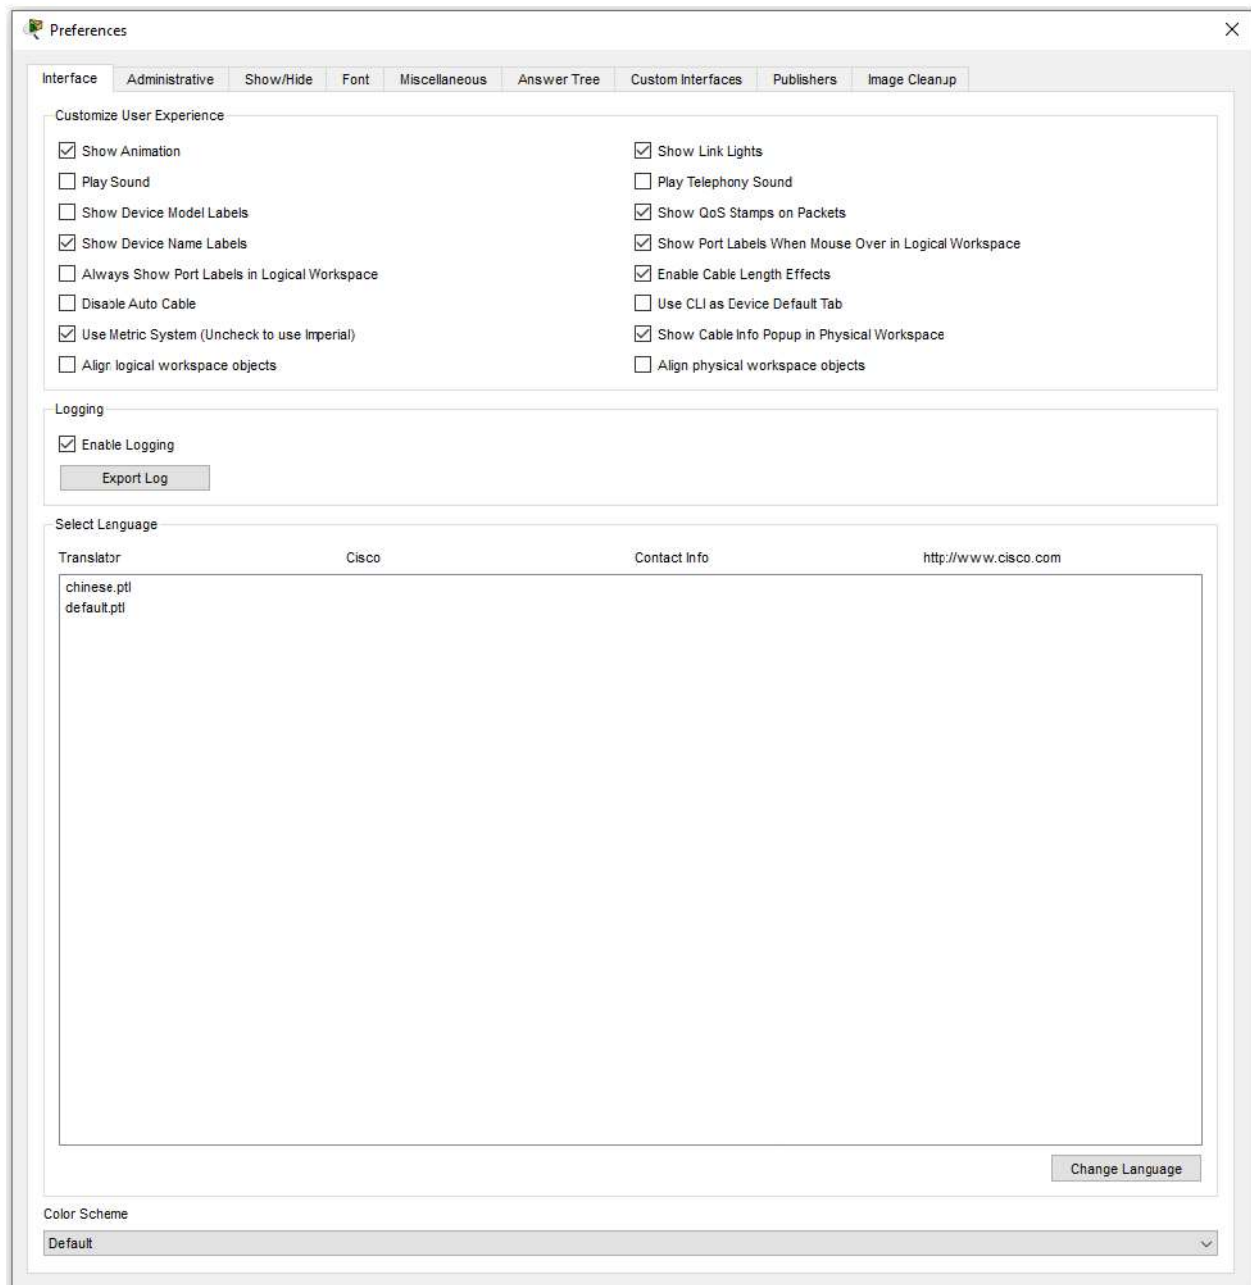 Preferences
Interface Administrative Show/Hide Font Miscellaneous Answer Tree Custom Interfaces Publishers Image Cleanup
Customize User Experience
Show Animation Show Link Lights
Play Sound Play Telephony Sound
Show Device Model Labels Show QoS Stamps on Packets
Show Device Name Labels Show Port Labels When Mouse Over in Logical Workspace
Always Show Port Labels in Logical Workspace Enable Cable Length Effects
Disable Auto Cable Use CLI as Device Default Tab
Use Metric System (Uncheck to use Imperial) Show Cable Info Popup in Physical Workspace
Align logical workspace objects Align physical workspace objects
Logging
Enable Logging
Export Log
Select Language
Translator Cisco Contact Info http://www.cisco.com
chinese.ptl
default.ptl
Change Language
Color Scheme
Default